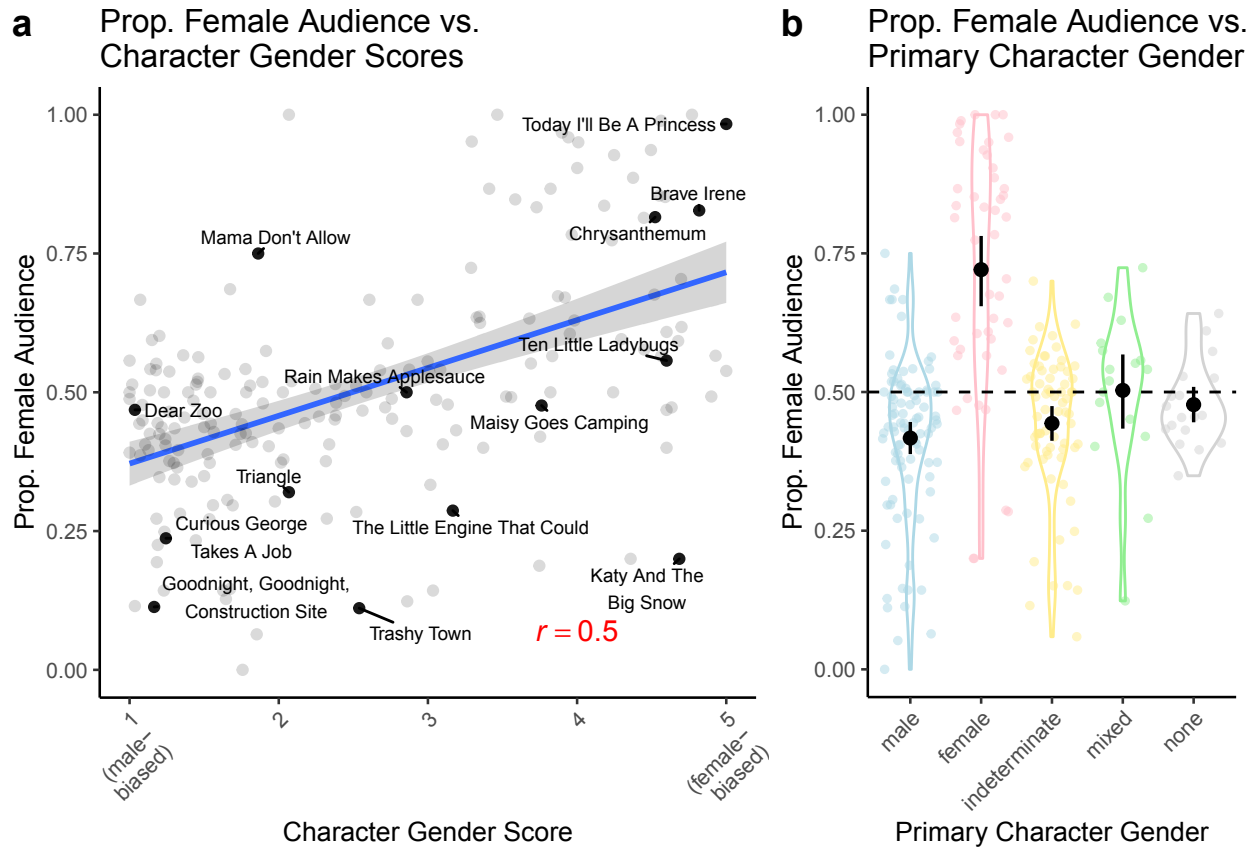 a
Prop. Female Audience vs.
Character Gender Scores
Prop. Female Audience
1.00
0.75
0.50
0.25
0.00
Today I'll Be A Princess
Brave Irene
Chrysanthemum
Mama Don't Allow
Ten Little Ladybugs
Rain Makes Applesauce
Dear Zoo
Maisy Goes Camping
Triangle
The Little Engine That Could
Curious George
Takes A Job
Katy And The
Big Snow
Goodnight, Goodnight,
Construction Site
Trashy Town
r = 0.5
1
(male–
biased)
2
3
4
5
(female–
biased)
Character Gender Score
b
Prop. Female Audience vs.
Primary Character Gender
Prop. Female Audience
1.00
0.75
0.50
0.25
0.00
male
female
indeterminate
mixed
none
Primary Character Gender